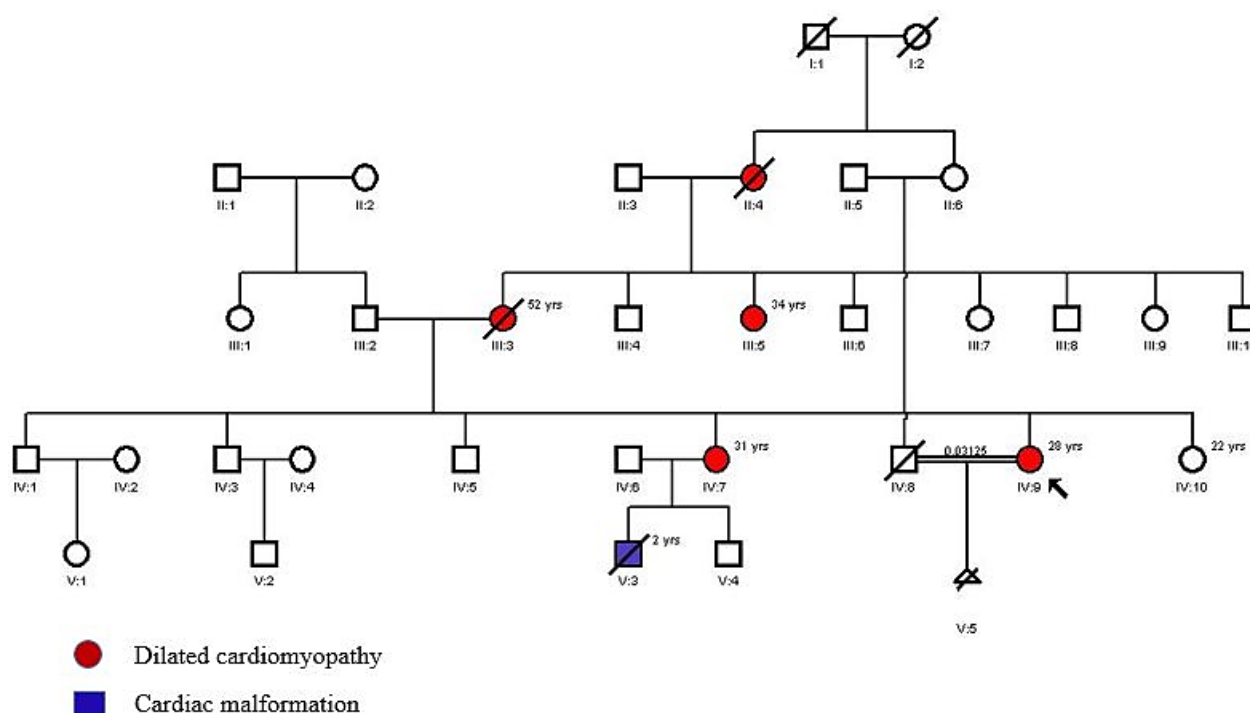 I:1 I:2
II:1 II:2 II:3 II:4 II:5 II:6
52 yrs 34 yrs
III:1 III:2 III:3 III:4 III:5 III:6 III:7 III:8 III:9 III:1
31 yrs 0.03125 28 yrs 22 yrs
IV:1 IV:2 IV:3 IV:4 IV:5 IV:6 IV:7 IV:8 IV:9 IV:10
2 yrs
V:1 V:2 V:3 V:4
V:5
Dilated cardiomyopathy
Cardiac malformation